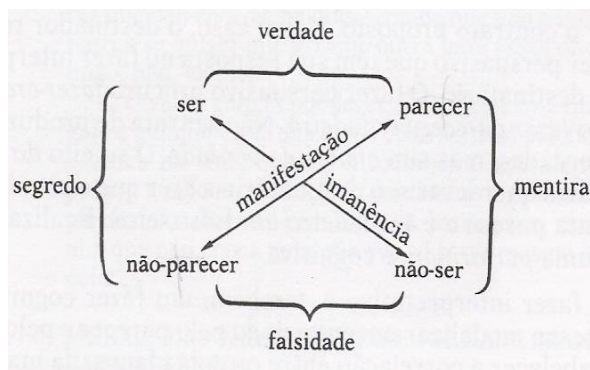 verdade
ser
parecer
segredo
manifestação
imanência
mentira
não-parecer
não-ser
falsidade